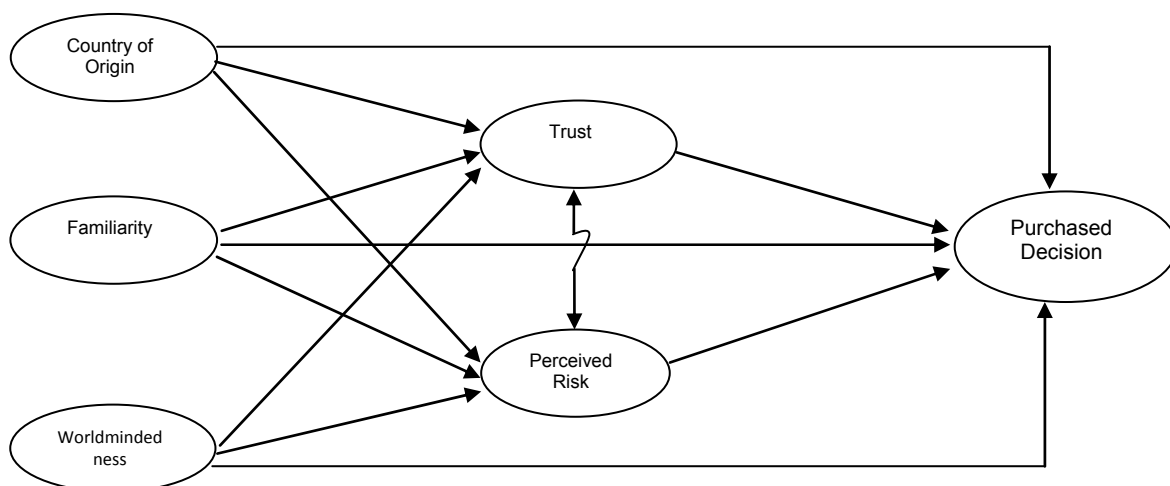 Country of
Origin
Trust
Familiarity
Purchased
Decision
Perceived
Risk
Worldminded
ness